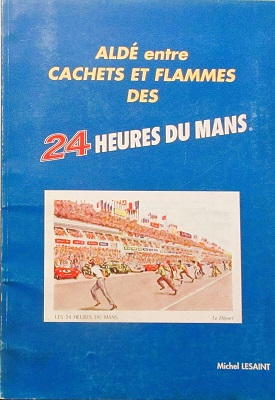 ALDÉ entre
CACHETS ET FLAMMES
DES
24 HEURES DU MANS
LES 24 HEURES DU MANS
Le Départ
Michel LESAINT